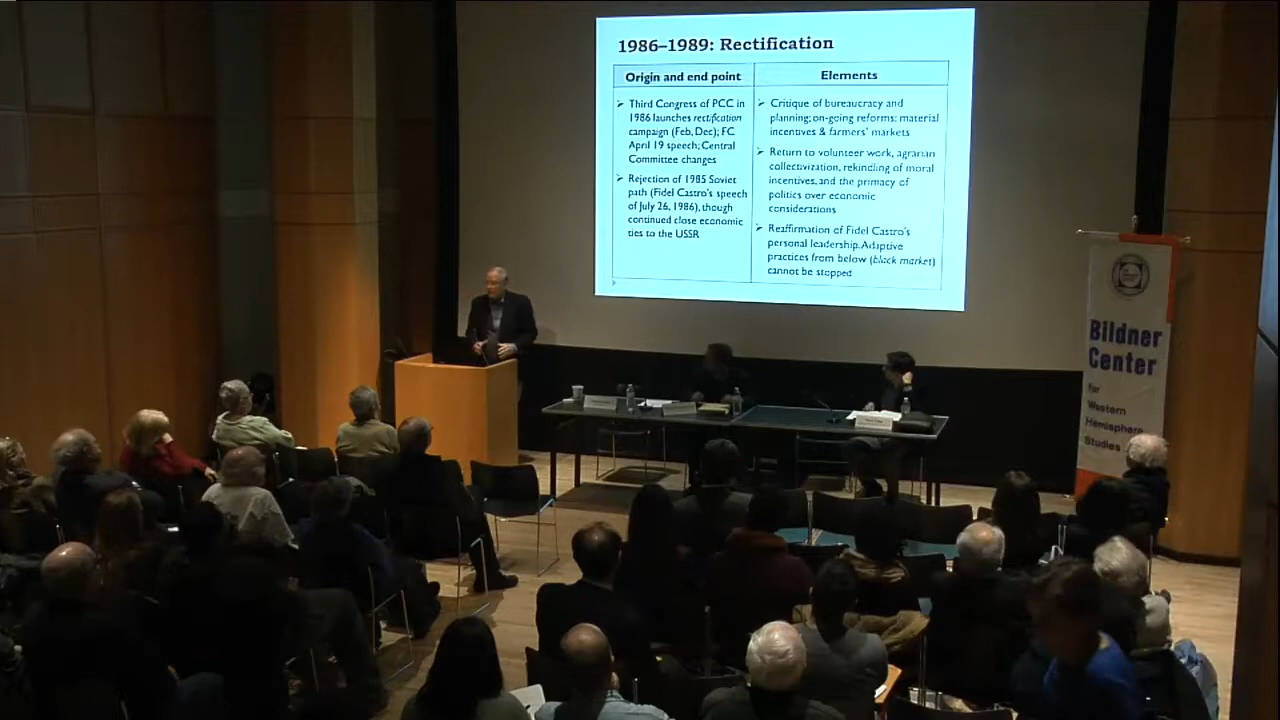 1986–1989: Rectification
Origin and end point
➢ Third Congress of PCC in
1986 launches rectification
campaign (Feb, Dec); FC
April 19 speech; Central
Committee changes
➢ Rejection of 1985 Soviet
path (Fidel Castro's speech
of July 26, 1986), though
continued close economic
ties to the USSR
Elements
➢ Critique of bureaucracy and
planning; on-going reforms: material
incentives & farmers' markets
➢ Return to volunteer work, agrarian
collectivization, rekindling of moral
incentives, and the primacy of
politics over economic
considerations
➢ Reaffirmation of Fidel Castro's
personal leadership. Adaptive
practices from below (black market)
cannot be stopped
Bildner
Center
for
Western
Hemisphere
Studies